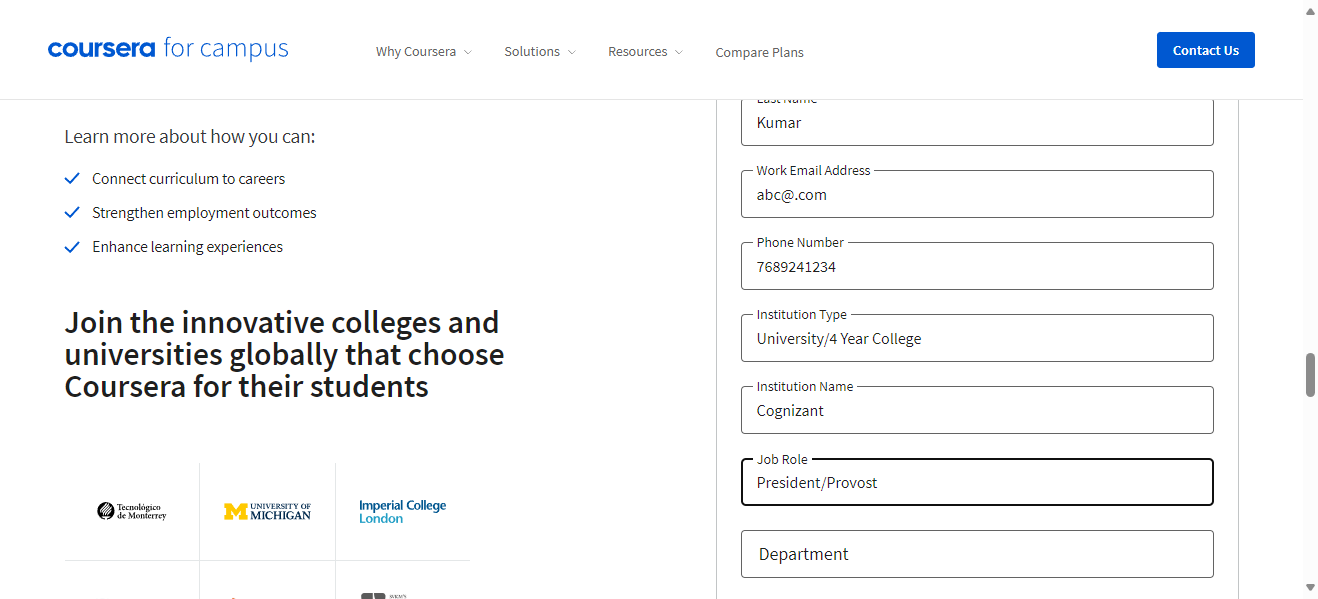 coursera for campus
Why Coursera
Solutions
Resources
Compare Plans
Contact Us
Learn more about how you can:
Connect curriculum to careers
Strengthen employment outcomes
Enhance learning experiences
Join the innovative colleges and
universities globally that choose
Coursera for their students
Tecnológico
de Monterrey
M UNIVERSITY OF
MICHIGAN
Imperial College
London
Last Name
Kumar
Work Email Address
abc@.com
Phone Number
7689241234
Institution Type
University/4 Year College
Institution Name
Cognizant
Job Role
President/Provost
Department